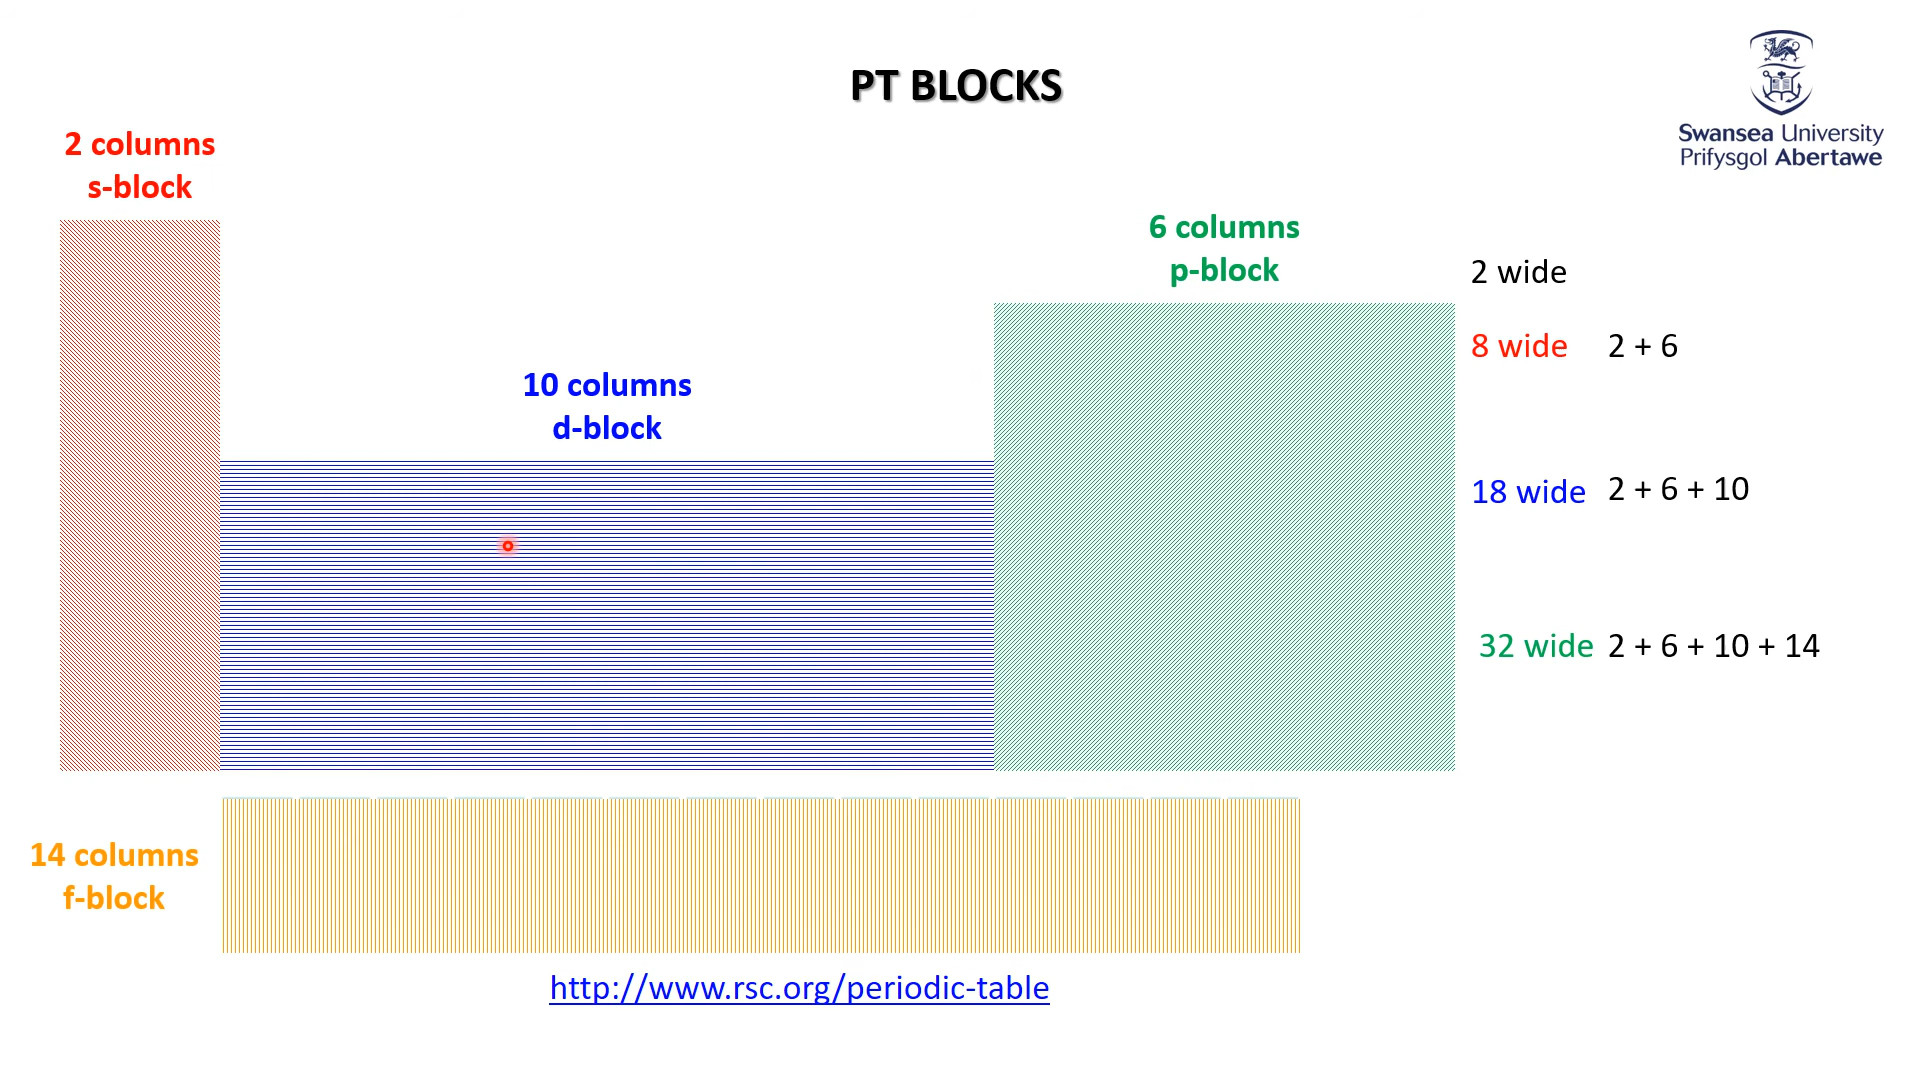 PT BLOCKS
Swansea University
Prifysgol Abertawe
2 columns
s-block
6 columns
p-block
2 wide
8 wide 2 + 6
10 columns
d-block
18 wide 2 + 6 + 10
32 wide 2 + 6 + 10 + 14
14 columns
f-block
http://www.rsc.org/periodic-table